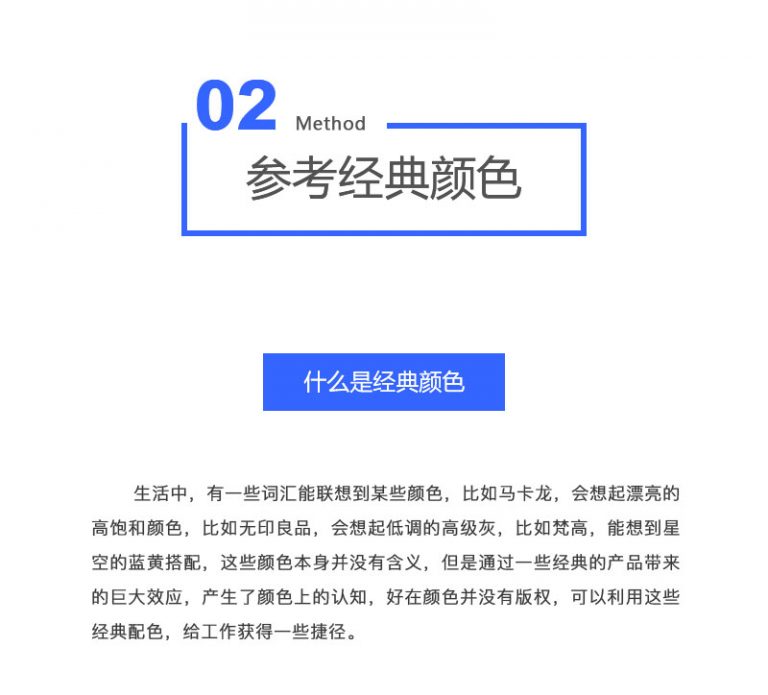 02 Method
参考经典颜色
什么是经典颜色
生活中，有一些词汇能联想到某些颜色，比如马卡龙，会想起漂亮的
高饱和颜色，比如无印良品，会想起低调的高级灰，比如梵高，能想到星
空的蓝黄搭配，这些颜色本身并没有含义，但是通过一些经典的产品带来
的巨大效应，产生了颜色上的认知，好在颜色并没有版权，可以利用这些
经典配色，给工作获得一些捷径。